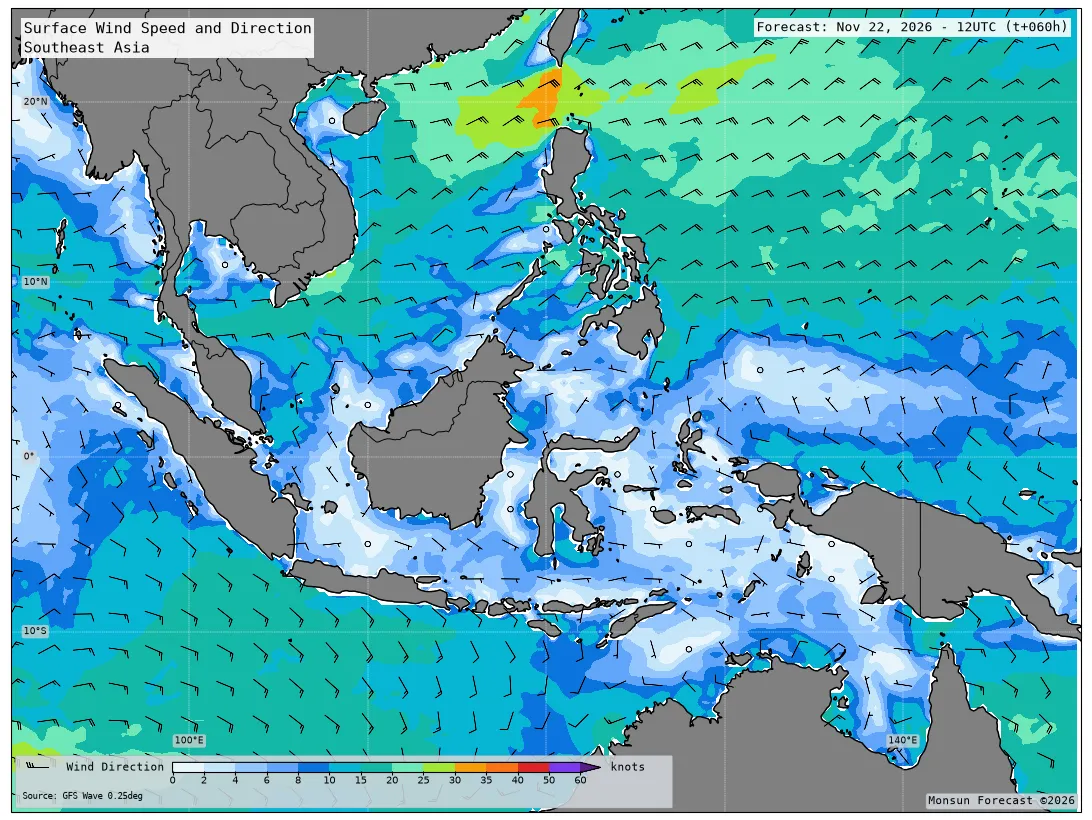 Surface Wind Speed and Direction
Southeast Asia
Forecast: Nov 22, 2026 - 12UTC (t+060h)
20°N
10°N
0°
10°S
100°E
140°E
Wind Direction
0 2 4 6 8 10 15 20 25 30 35 40 50 60
knots
Source: GFS Wave 0.25deg
Monsun Forecast ©2026